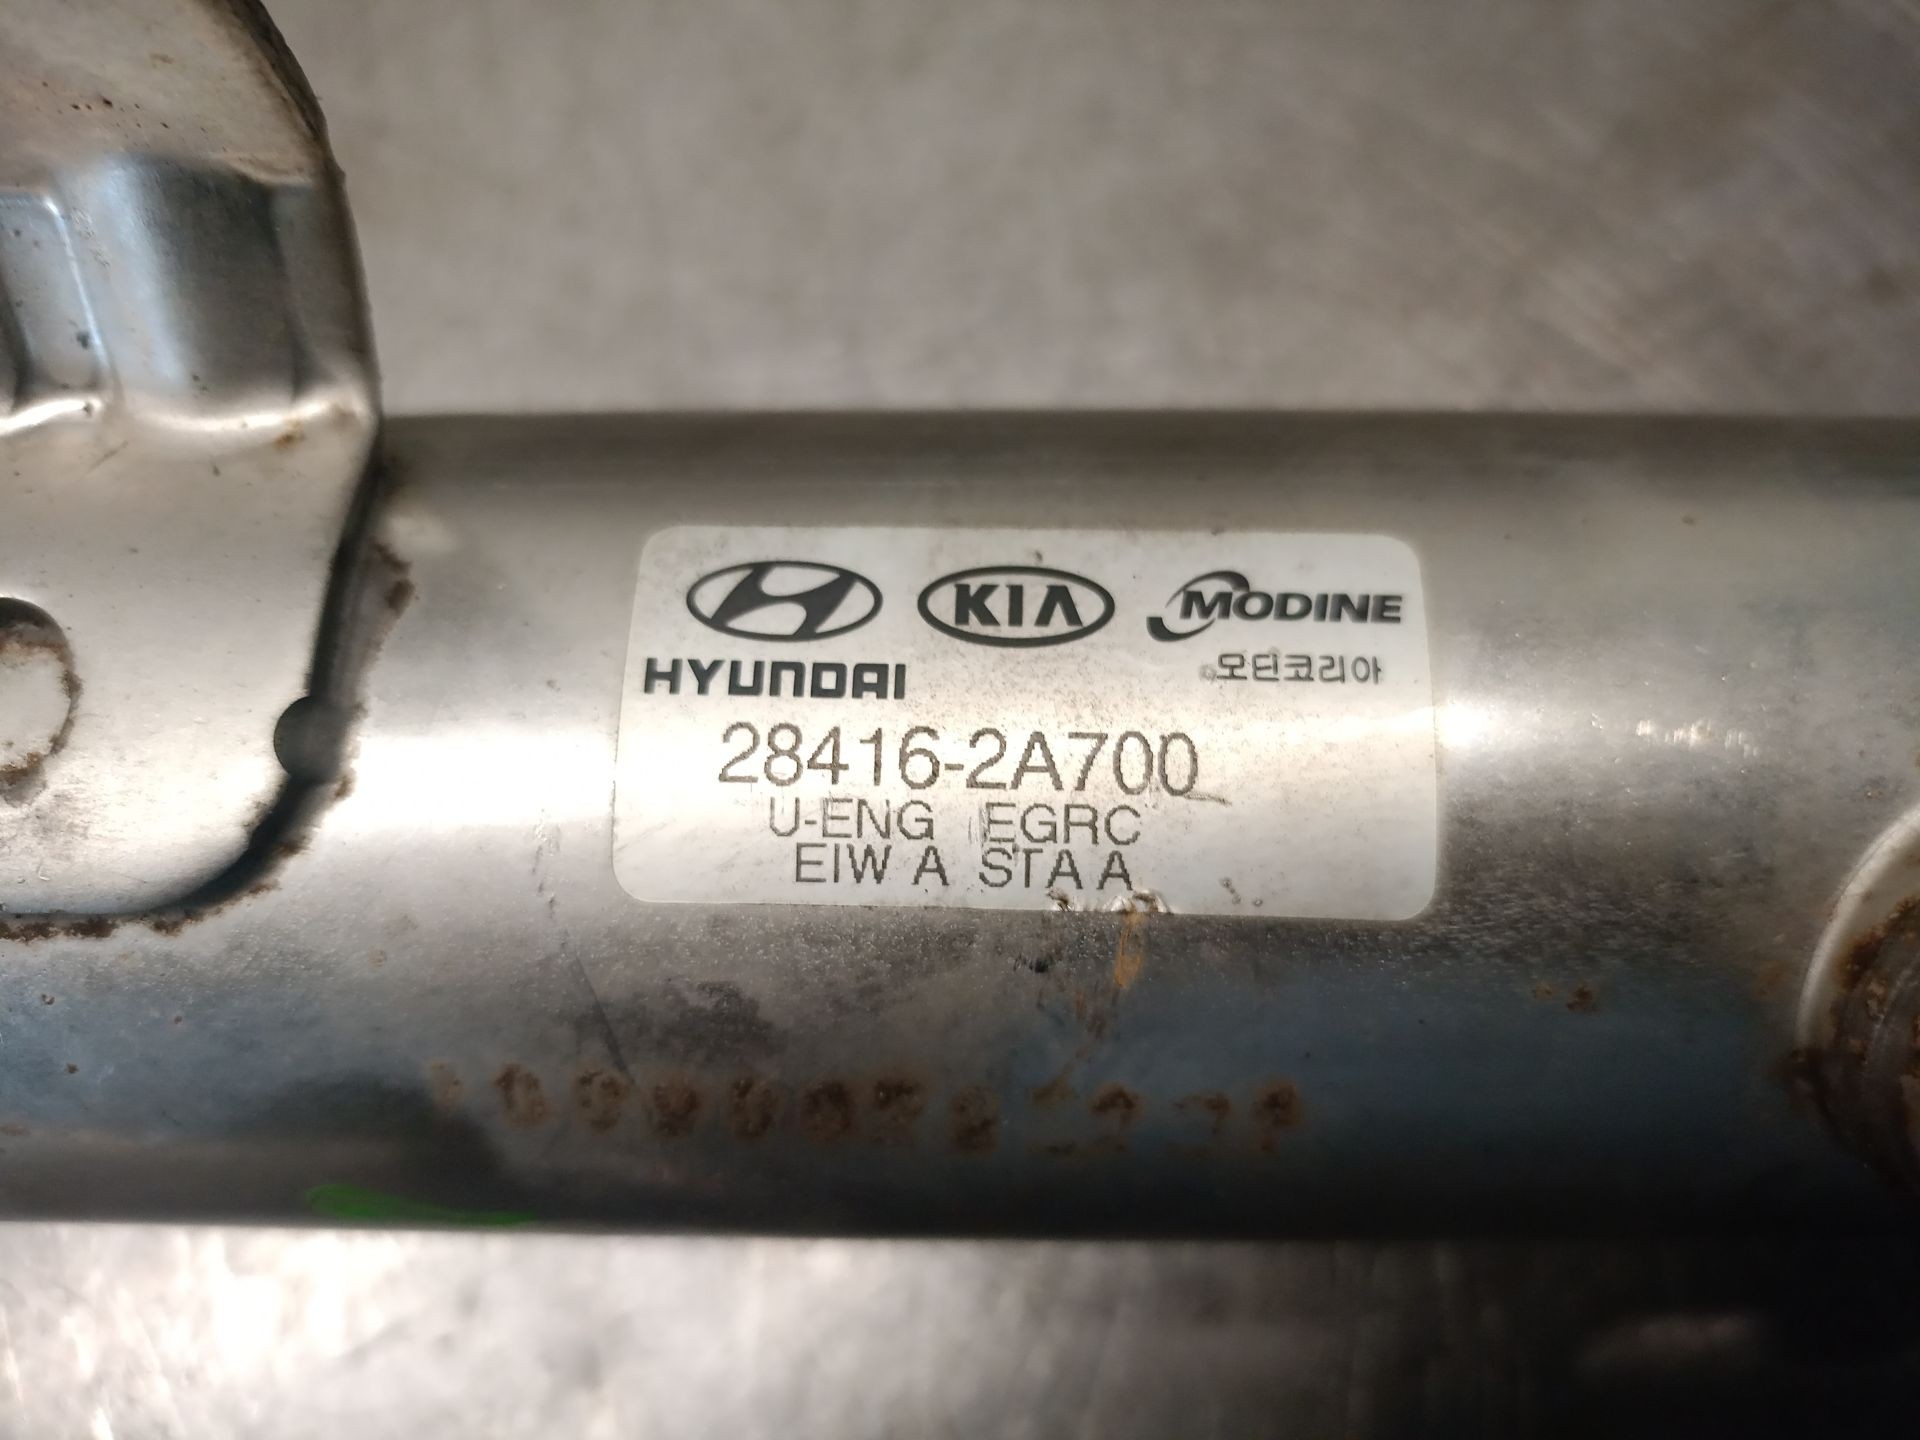 KIA MODINE
HYUNDAI 모딘코리아
28416-2A700
U-ENG EGRC
EIW A STA A